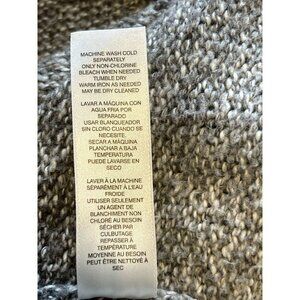 MACHINE WASH COLD
SEPARATELY
ONLY NON-CHLORINE
BLEACH WHEN NEEDED
TUMBLE DRY
WARM IRON AS NEEDED
MAY BE DRY CLEANED
LAVAR A MÁQUINA CON
AGUA FRIA POR
SEPARADO
USAR BLANQUEADOR
SIN CLORO CUANDO SE
NECESITE.
SECAR A MÁQUINA
PLANCHAR A BAJA
TEMPERATURA
PUEDE LAVARSE EN
SECO
LAVER À LA MACHINE
SÉPARÉMENT À L'EAU
FROIDE
UTILISER SEULEMENT
UN AGENT DE
BLANCHIMENT NON
CHLORÉ AU BESOIN
SÉCHER PAR
CULBUTAGE
REPASSER À
TEMPÉRATURE
MOYENNE AU BESOIN
PEUT ÊTRE NETTOYÉ À
SEC